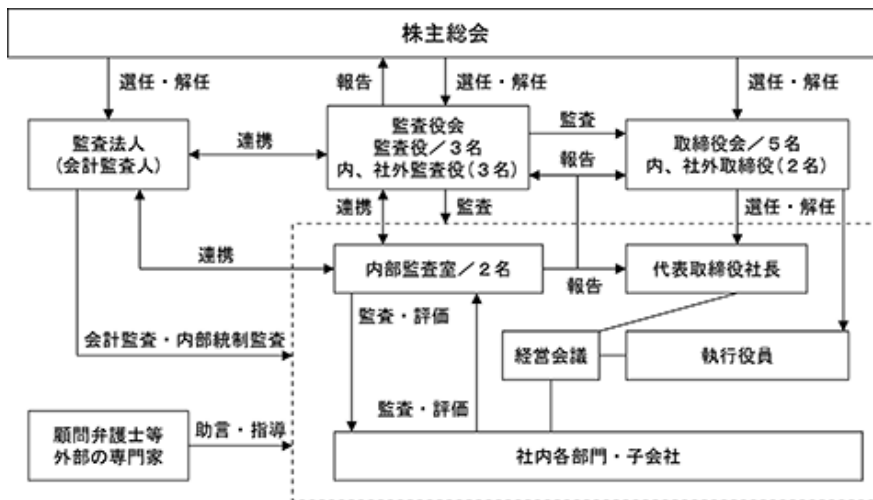 株主総会
選任・解任
報告
選任・解任
選任・解任
監査法人
(会計監査人)
連携
監査役会
監査役/3名
内、社外監査役(3名)
監査
報告
取締役会/5名
内、社外取締役(2名)
連携
監査
選任・解任
連携
内部監査室/2名
報告
代表取締役社長
監査・評価
会計監査・内部統制監査
経営会議
執行役員
監査・評価
顧問弁護士等
外部の専門家
助言・指導
社内各部門・子会社